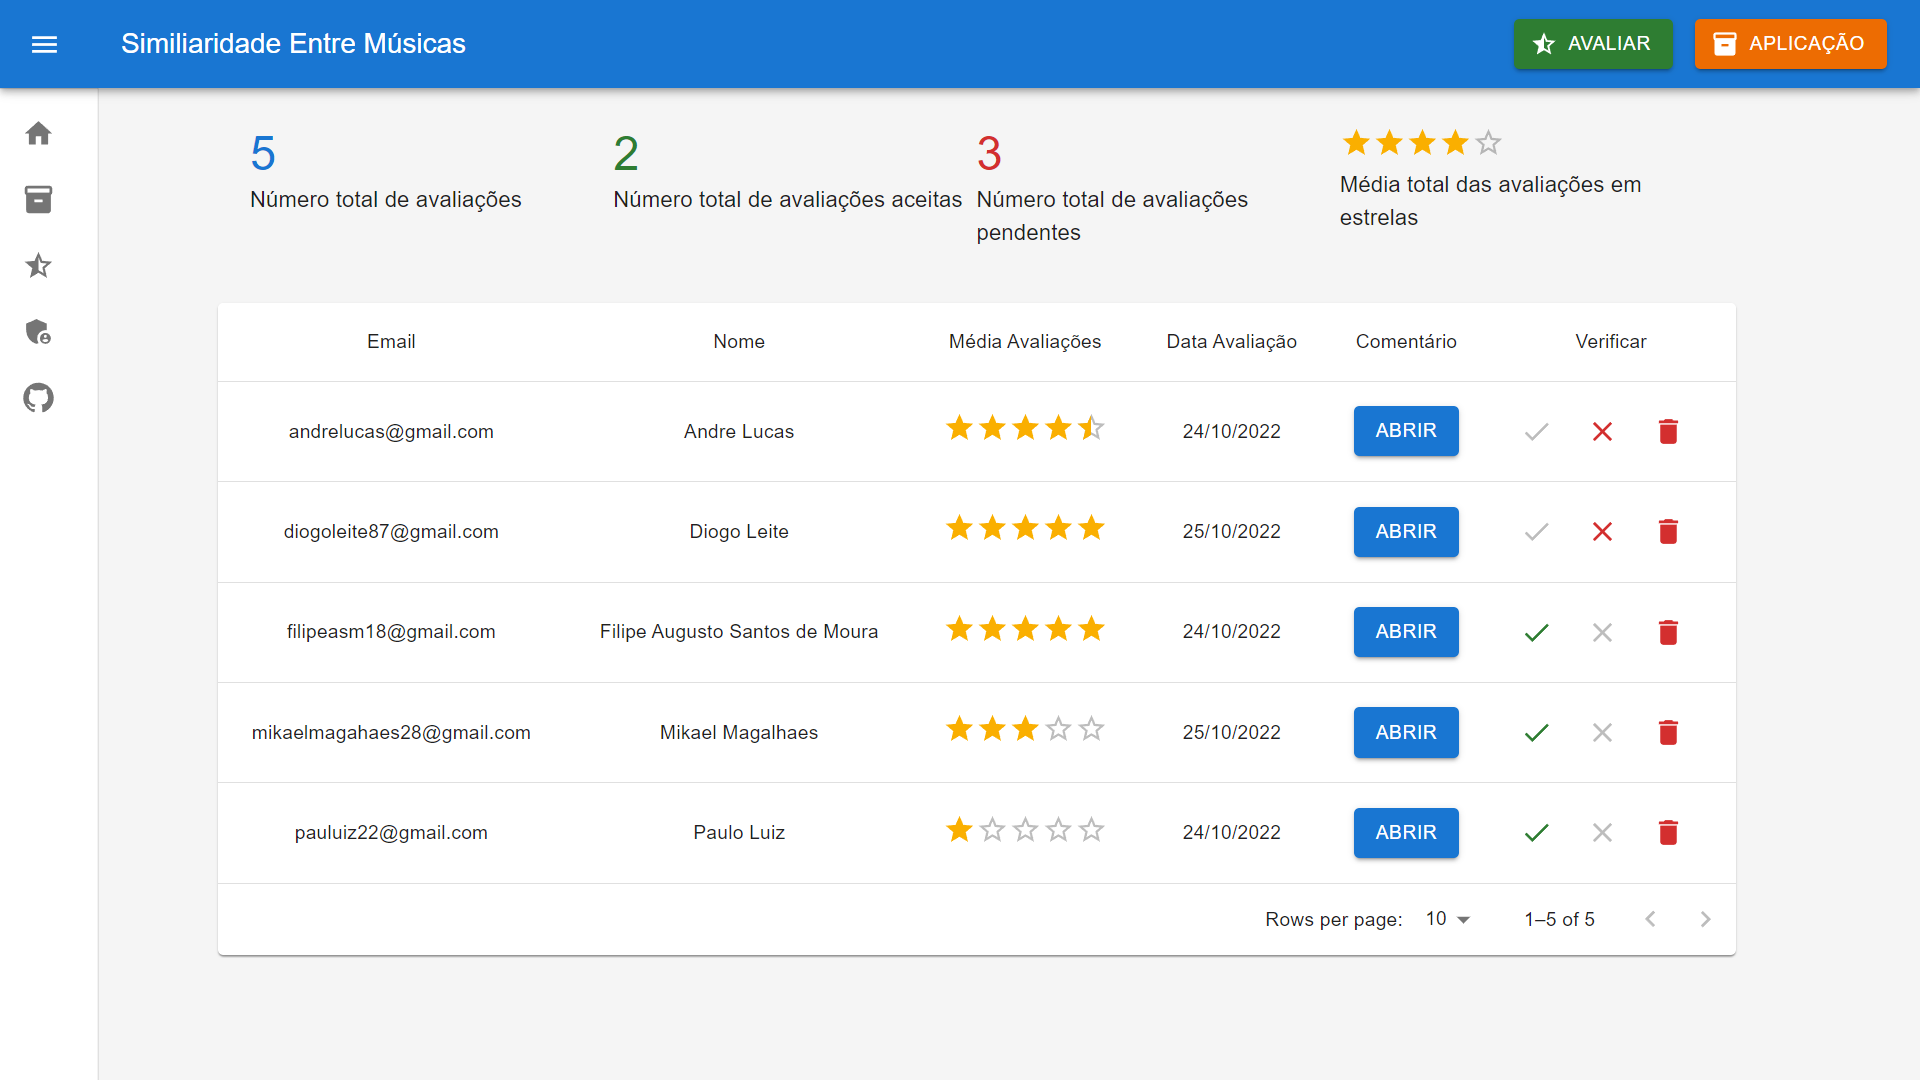 Similiaridade Entre Músicas
AVALIAR
APLICAÇÃO
5
Número total de avaliações
2
Número total de avaliações aceitas
3
Número total de avaliações
pendentes
Média total das avaliações em
estrelas
Email Nome Média Avaliações Data Avaliação Comentário Verificar
andrelucas@gmail.com Andre Lucas 24/10/2022 ABRIR
diogoleite87@gmail.com Diogo Leite 25/10/2022 ABRIR
filipeasm18@gmail.com Filipe Augusto Santos de Moura 24/10/2022 ABRIR
mikaelmagahaes28@gmail.com Mikael Magalhaes 25/10/2022 ABRIR
pauluiz22@gmail.com Paulo Luiz 24/10/2022 ABRIR
Rows per page: 10 1–5 of 5